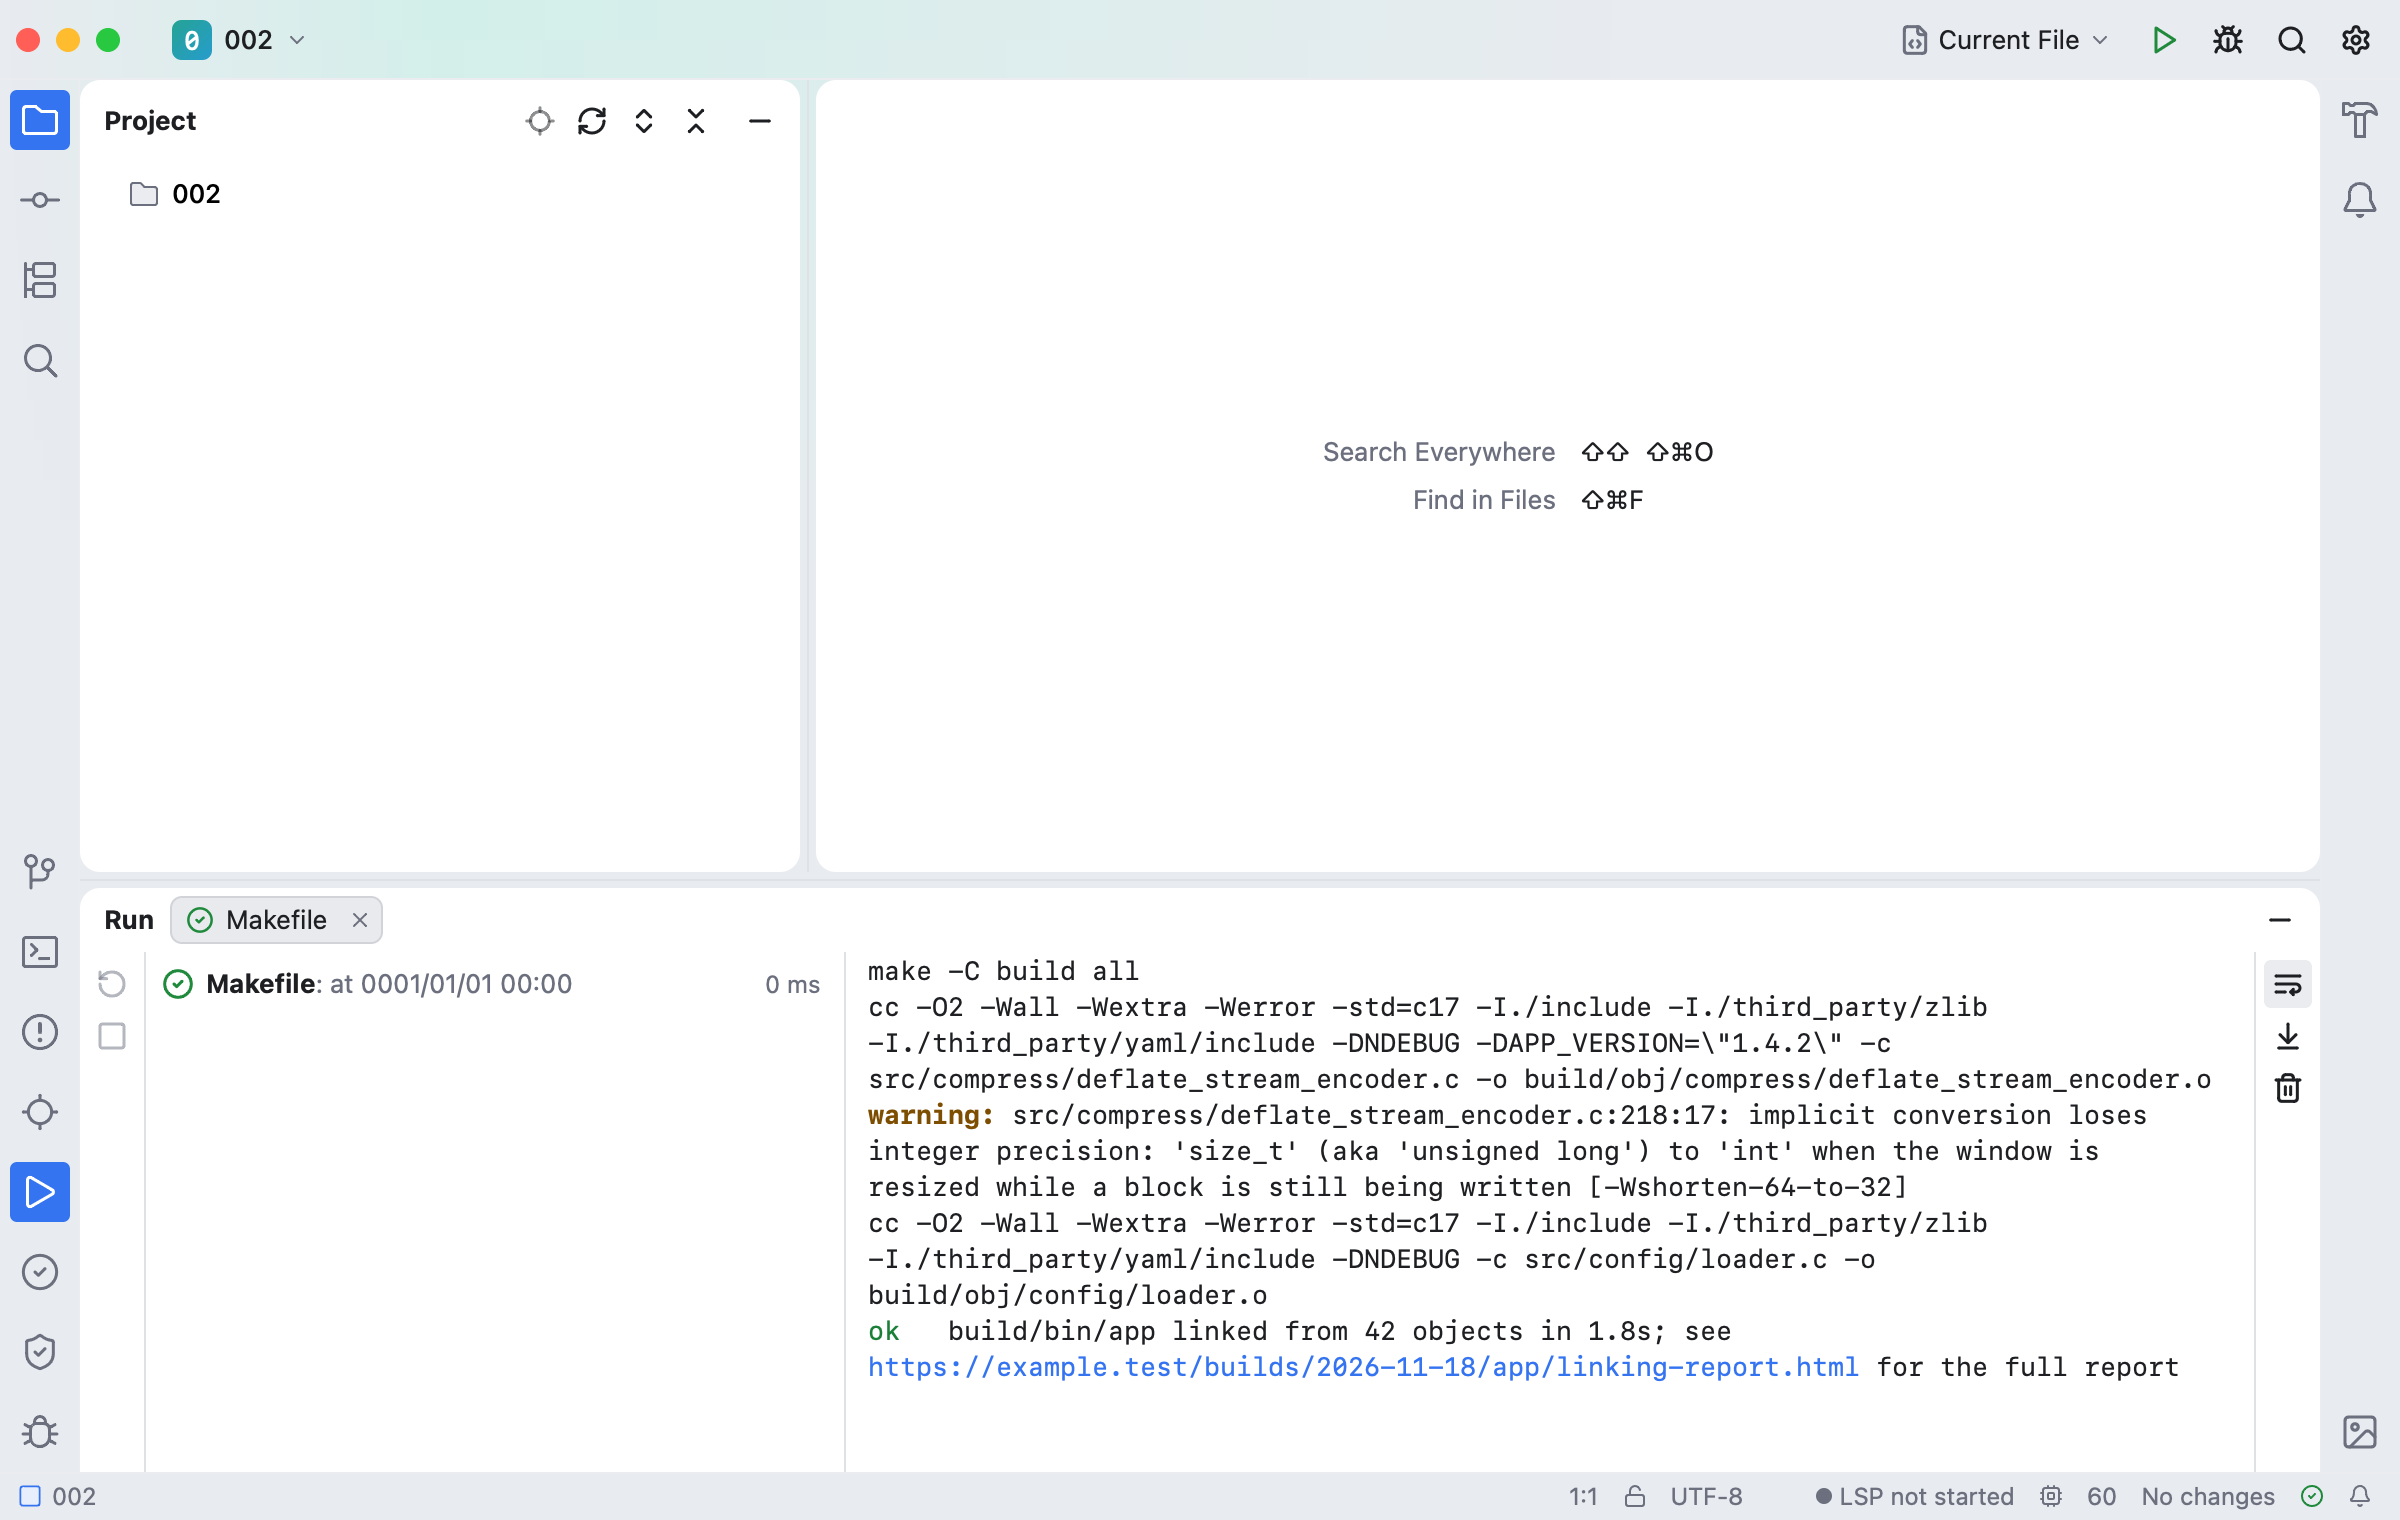 0 002
Current File
Project
002
Search Everywhere ⇧⇧ ⇧⌘O
Find in Files ⇧⌘F
Run
Makefile
Makefile: at 0001/01/01 00:00 0 ms
make -C build all
cc -O2 -Wall -Wextra -Werror -std=c17 -I./include -I./third_party/zlib
-I./third_party/yaml/include -DNDEBUG -DAPP_VERSION=\"1.4.2\" -c
src/compress/deflate_stream_encoder.c -o build/obj/compress/deflate_stream_encoder.o
warning: src/compress/deflate_stream_encoder.c:218:17: implicit conversion loses
integer precision: 'size_t' (aka 'unsigned long') to 'int' when the window is
resized while a block is still being written [-Wshorten-64-to-32]
cc -O2 -Wall -Wextra -Werror -std=c17 -I./include -I./third_party/zlib
-I./third_party/yaml/include -DNDEBUG -c src/config/loader.c -o
build/obj/config/loader.o
ok   build/bin/app linked from 42 objects in 1.8s; see
https://example.test/builds/2026-11-18/app/linking-report.html for the full report
002
1:1 UTF-8 LSP not started 60 No changes